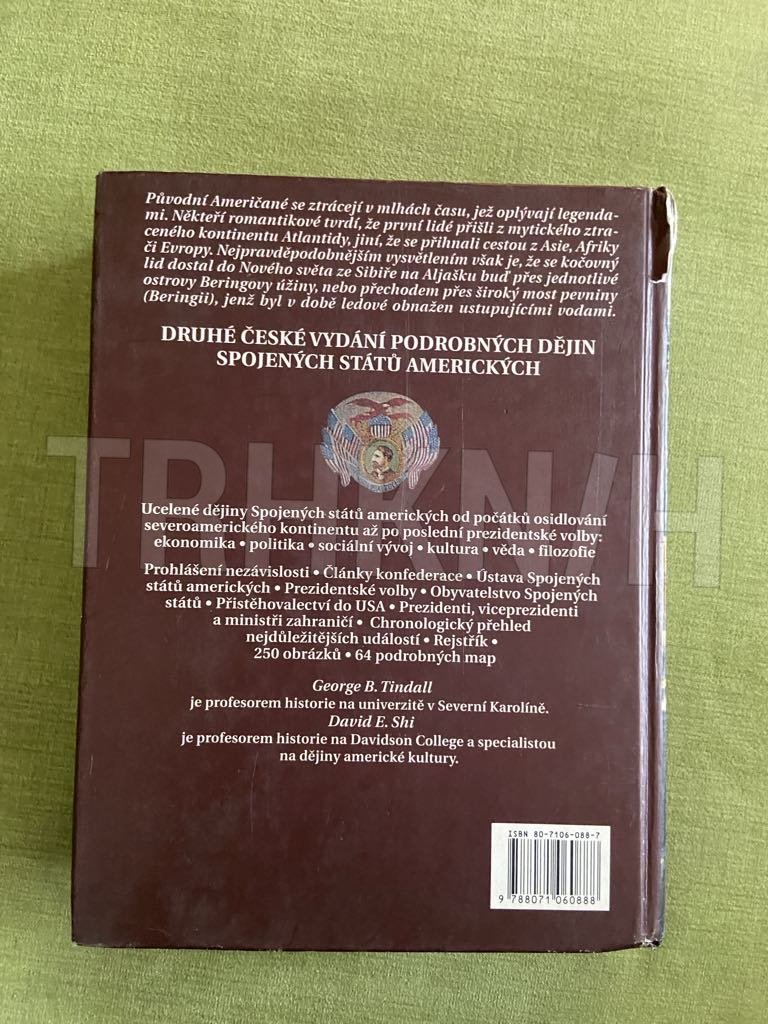 Původní Američané se ztrácejí v mlhách času, jež oplývají legenda-
mi. Někteří romantikové tvrdí, že první lidé přišli z mytického ztra-
ceného kontinentu Atlantidy, jiní, že se přihnali cestou z Asie, Afriky
či Evropy. Nejpravděpodobnějším vysvětlením však je, že se kočovný
lid dostal do Nového světa ze Sibiře na Aljašku buď přes jednotlivé
ostrovy Beringovy úžiny, nebo přechodem přes široký most pevniny
(Beringii), jenž byl v době ledové obnažen ustupujícími vodami.
DRUHÉ ČESKÉ VYDÁNÍ PODROBNÝCH DĚJIN
SPOJENÝCH STÁTŮ AMERICKÝCH
TRHKN/H
Ucelené dějiny Spojených států amerických od počátků osidlování
severoamerického kontinentu až po poslední prezidentské volby:
ekonomika • politika • sociální vývoj • kultura • věda • filozofie
Prohlášení nezávislosti • Články konfederace • Ústava Spojených
států amerických • Prezidentské volby • Obyvatelstvo Spojených
států • Přistěhovalectví do USA • Prezidenti, viceprezidenti
a ministři zahraničí • Chronologický přehled
nejdůležitějších událostí • Rejstřík •
250 obrázků • 64 podrobných map
George B. Tindall
je profesorem historie na univerzitě v Severní Karolíně.
David E. Shi
je profesorem historie na Davidson College a specialistou
na dějiny americké kultury.
ISBN 80-7106-088-7
9 788071 060888